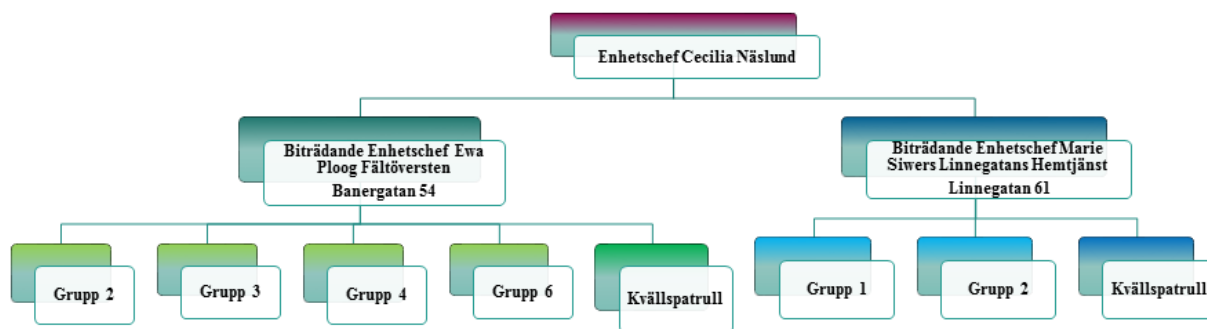 Enhetschef Cecilia Näslund
Biträdande Enhetschef Ewa
Ploog Fältöversten
Banergatan 54
Biträdande Enhetschef Marie
Siwers Linnegatans Hemtjänst
Linnegatan 61
Grupp 2
Grupp 3
Grupp 4
Grupp 6
Kvällspatrull
Grupp 1
Grupp 2
Kvällspatrull